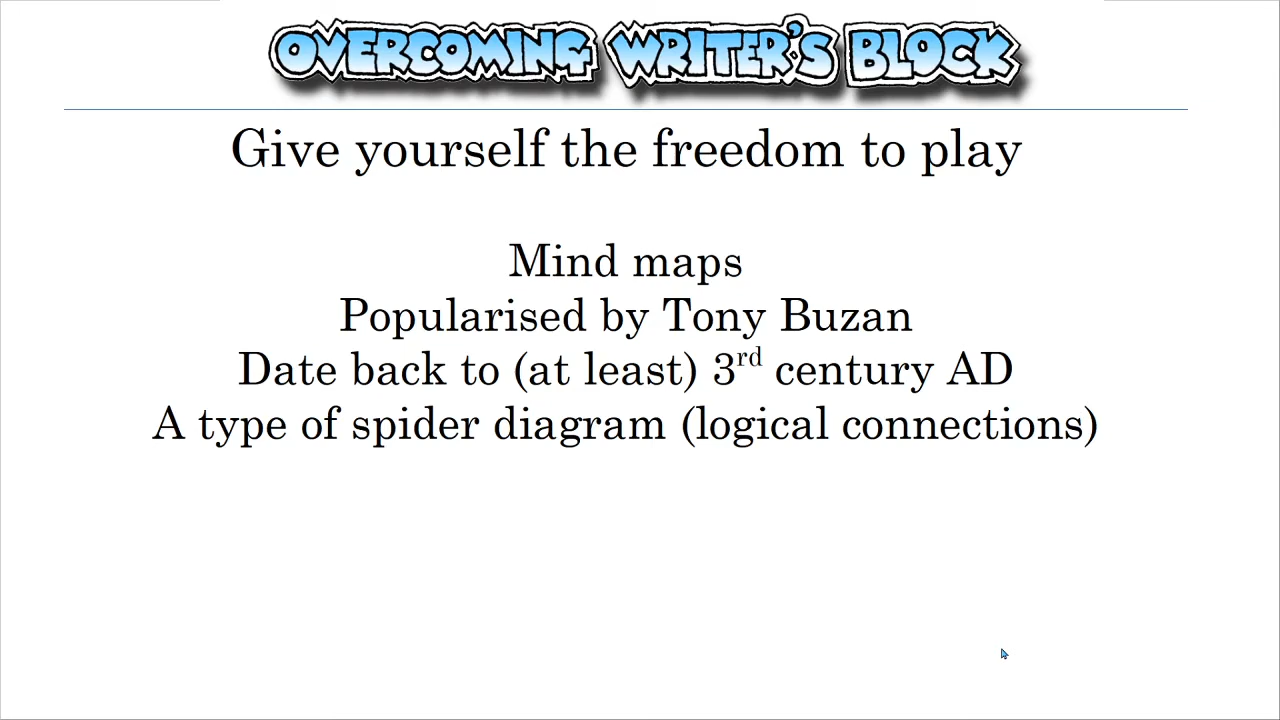 OVERCOMING WRITER'S BLOCK
Give yourself the freedom to play
Mind maps
Popularised by Tony Buzan
Date back to (at least) 3rd century AD
A type of spider diagram (logical connections)